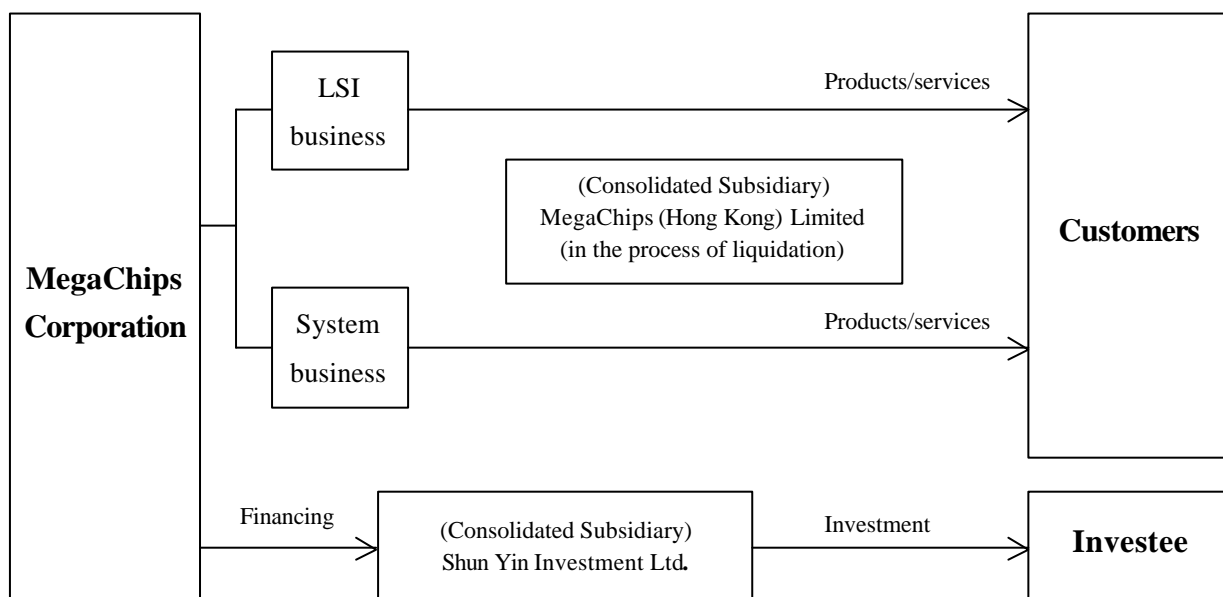 MegaChips
Corporation
LSI
business
Products/services
(Consolidated Subsidiary)
MegaChips (Hong Kong) Limited
(in the process of liquidation)
Customers
System
business
Products/services
Financing
(Consolidated Subsidiary)
Shun Yin Investment Ltd.
Investment
Investee